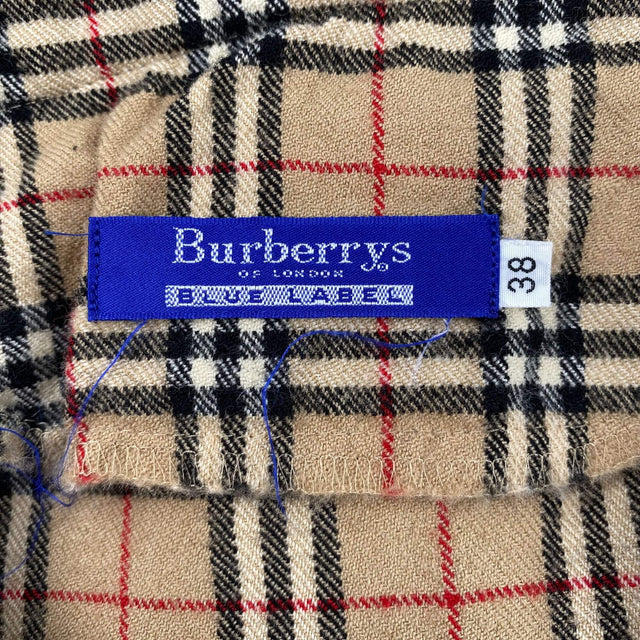 Burberrys®
OF LONDON
BLUE LABEL
38